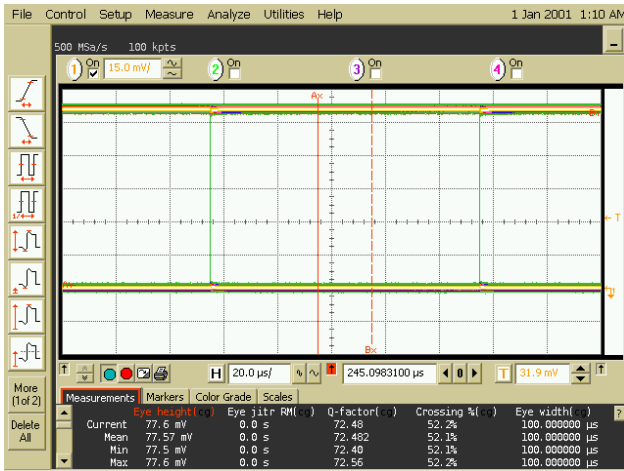 File Control Setup Measure Analyze Utilities Help 1 Jan 2001 1:10 AM
500 MSa/s 100 kpts
1 On 15.0 mV/ 2 On 3 On 4 On
Ax
By
T
Ay
Bx
H 20.0 µs/ 245.0983100 µs 0 T 31.9 mV
More
(1of 2)
Delete
All
Measurements Markers Color Grade Scales
Eye height(cg) Eye jitr RM(cg) Q-factor(cg) Crossing %(cg) Eye width(cg) ?
Current 77.6 mV 0.0 s 72.48 52.2% 100.000000 µs
Mean 77.57 mV 0.0 s 72.482 52.1% 100.000000 µs
Min 77.5 mV 0.0 s 72.40 52.1% 100.000000 µs
Max 77.6 mV 0.0 s 72.56 52.2% 100.000000 µs